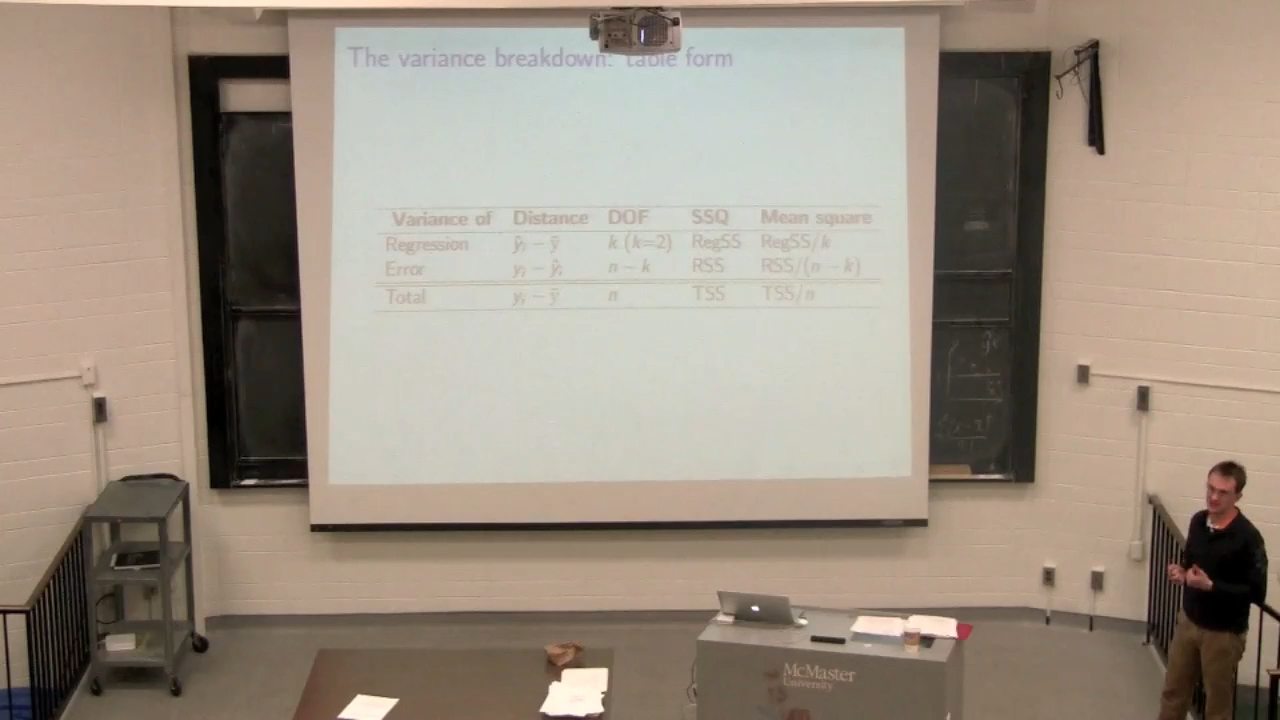 The variance breakdown: table form
Variance of Distance DOF SSQ Mean square
Regression ŷᵢ − ȳ k (k=2) RegSS RegSS/k
Error yᵢ − ŷᵢ n − k RSS RSS/(n − k)
Total yᵢ − ȳ n TSS TSS/n
McMaster
University